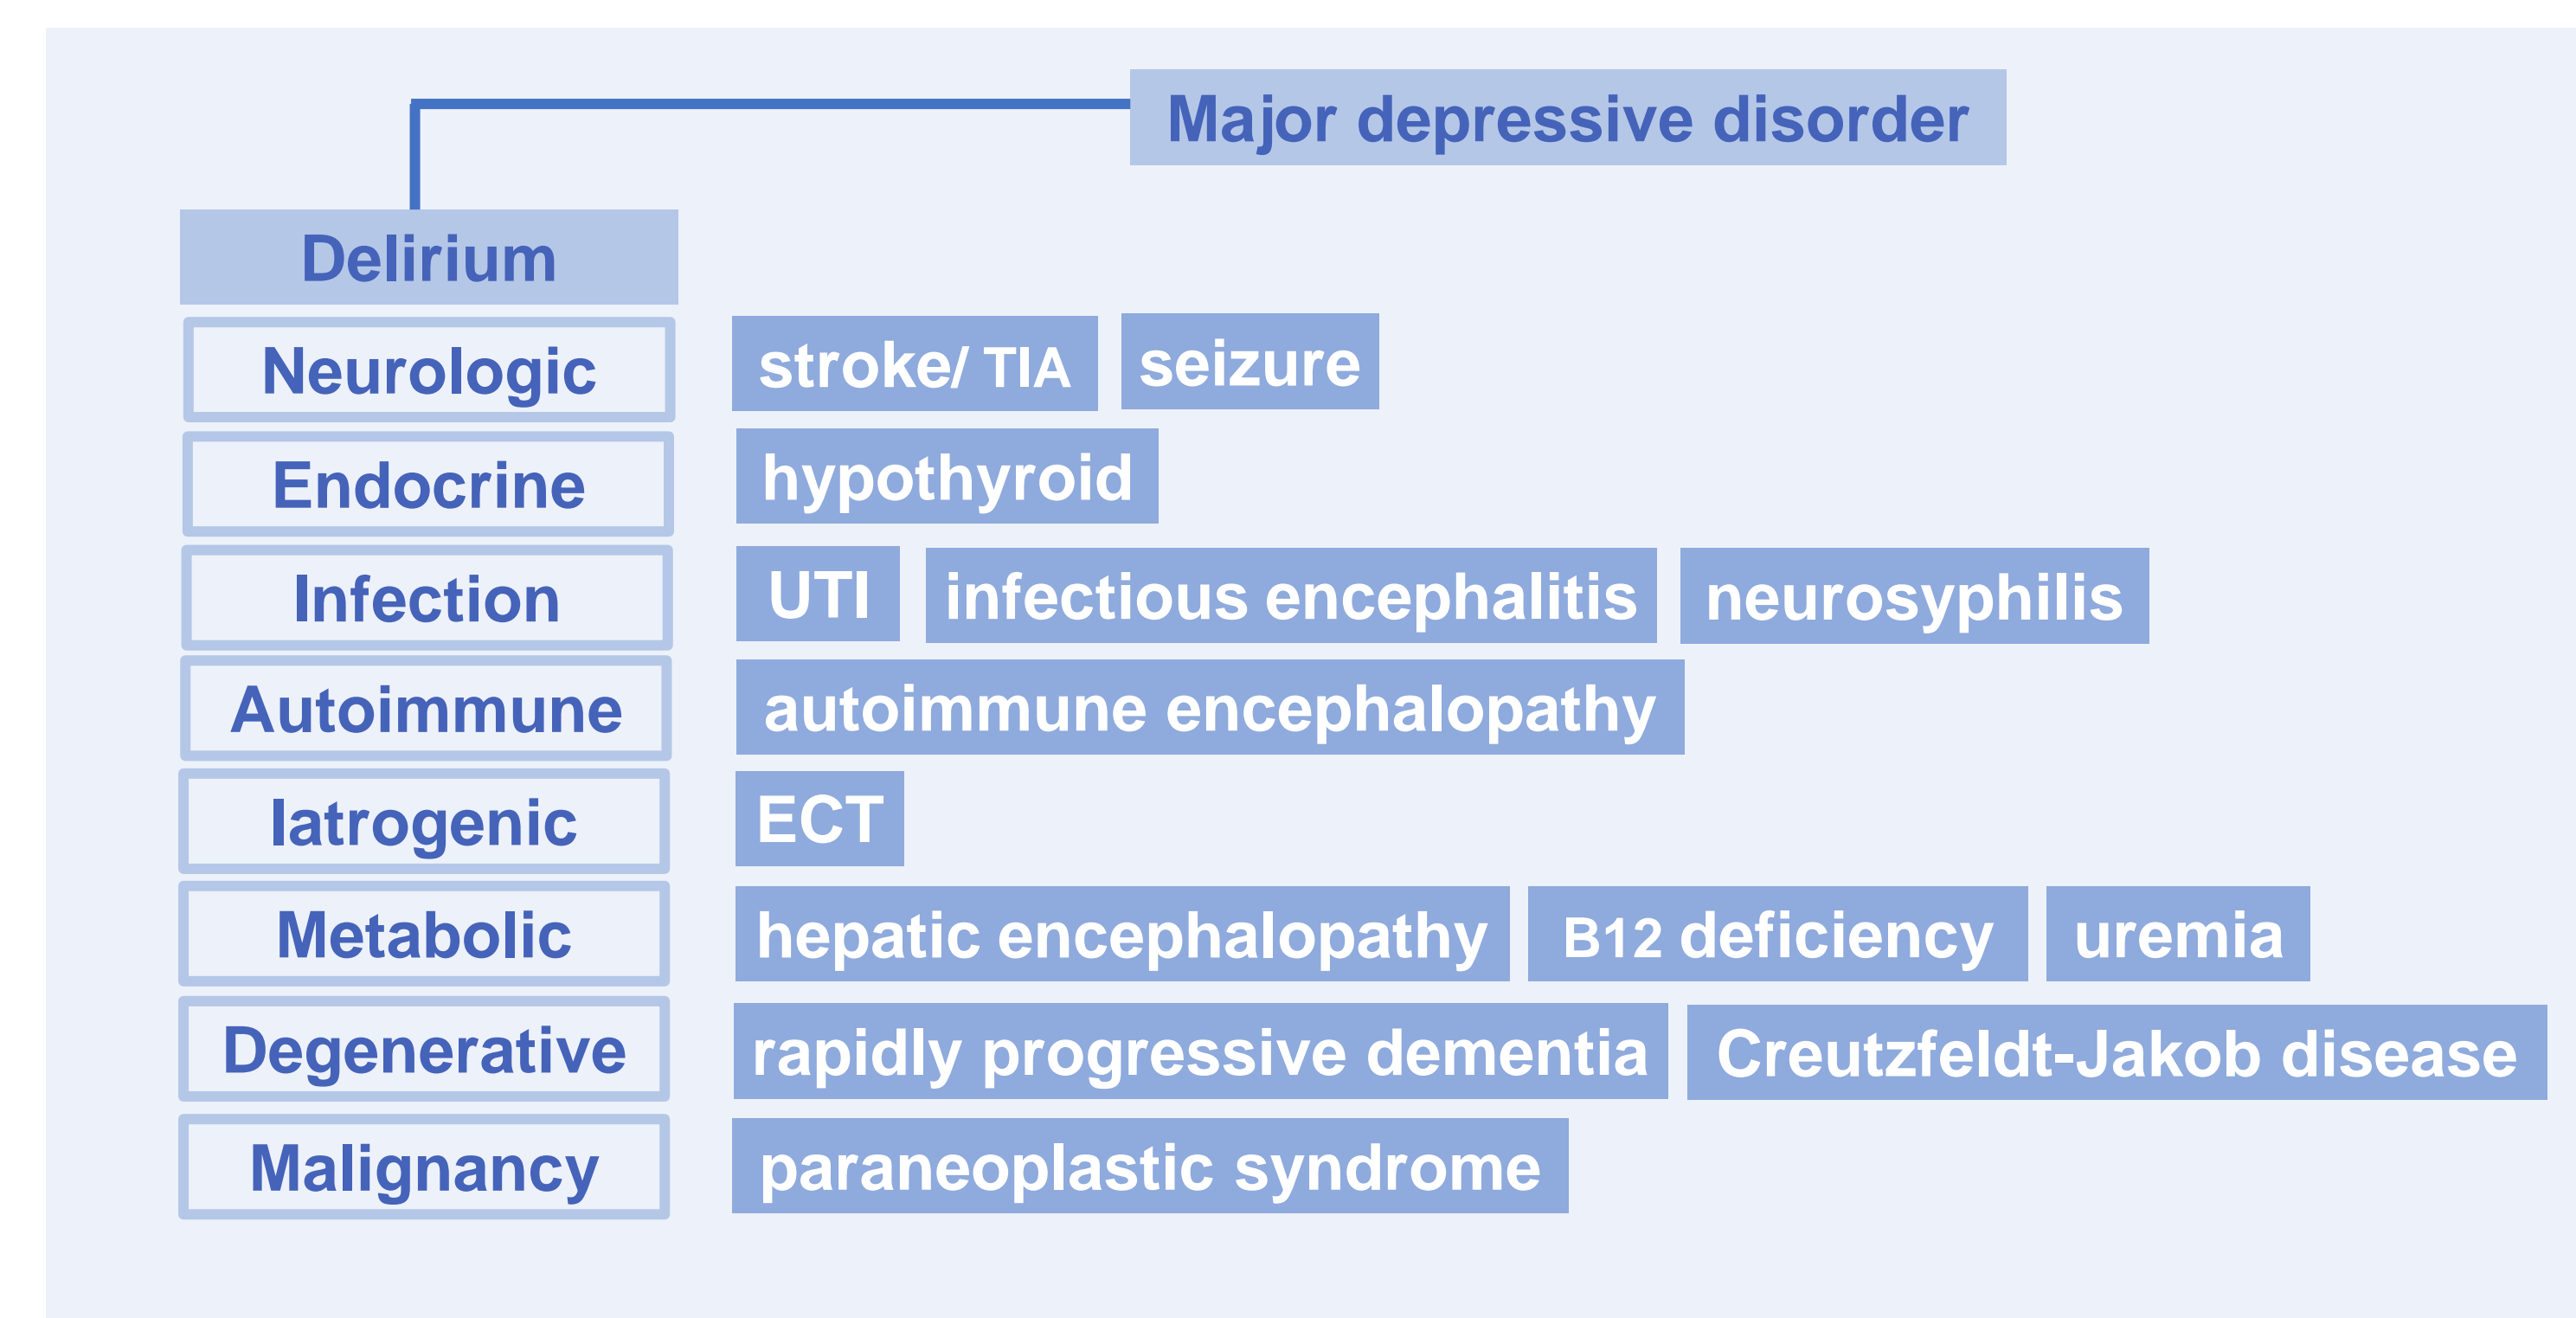 Major depressive disorder
Delirium
Neurologic stroke/ TIA seizure
Endocrine hypothyroid
Infection UTI infectious encephalitis neurosyphilis
Autoimmune autoimmune encephalopathy
Iatrogenic ECT
Metabolic hepatic encephalopathy B12 deficiency uremia
Degenerative rapidly progressive dementia Creutzfeldt-Jakob disease
Malignancy paraneoplastic syndrome